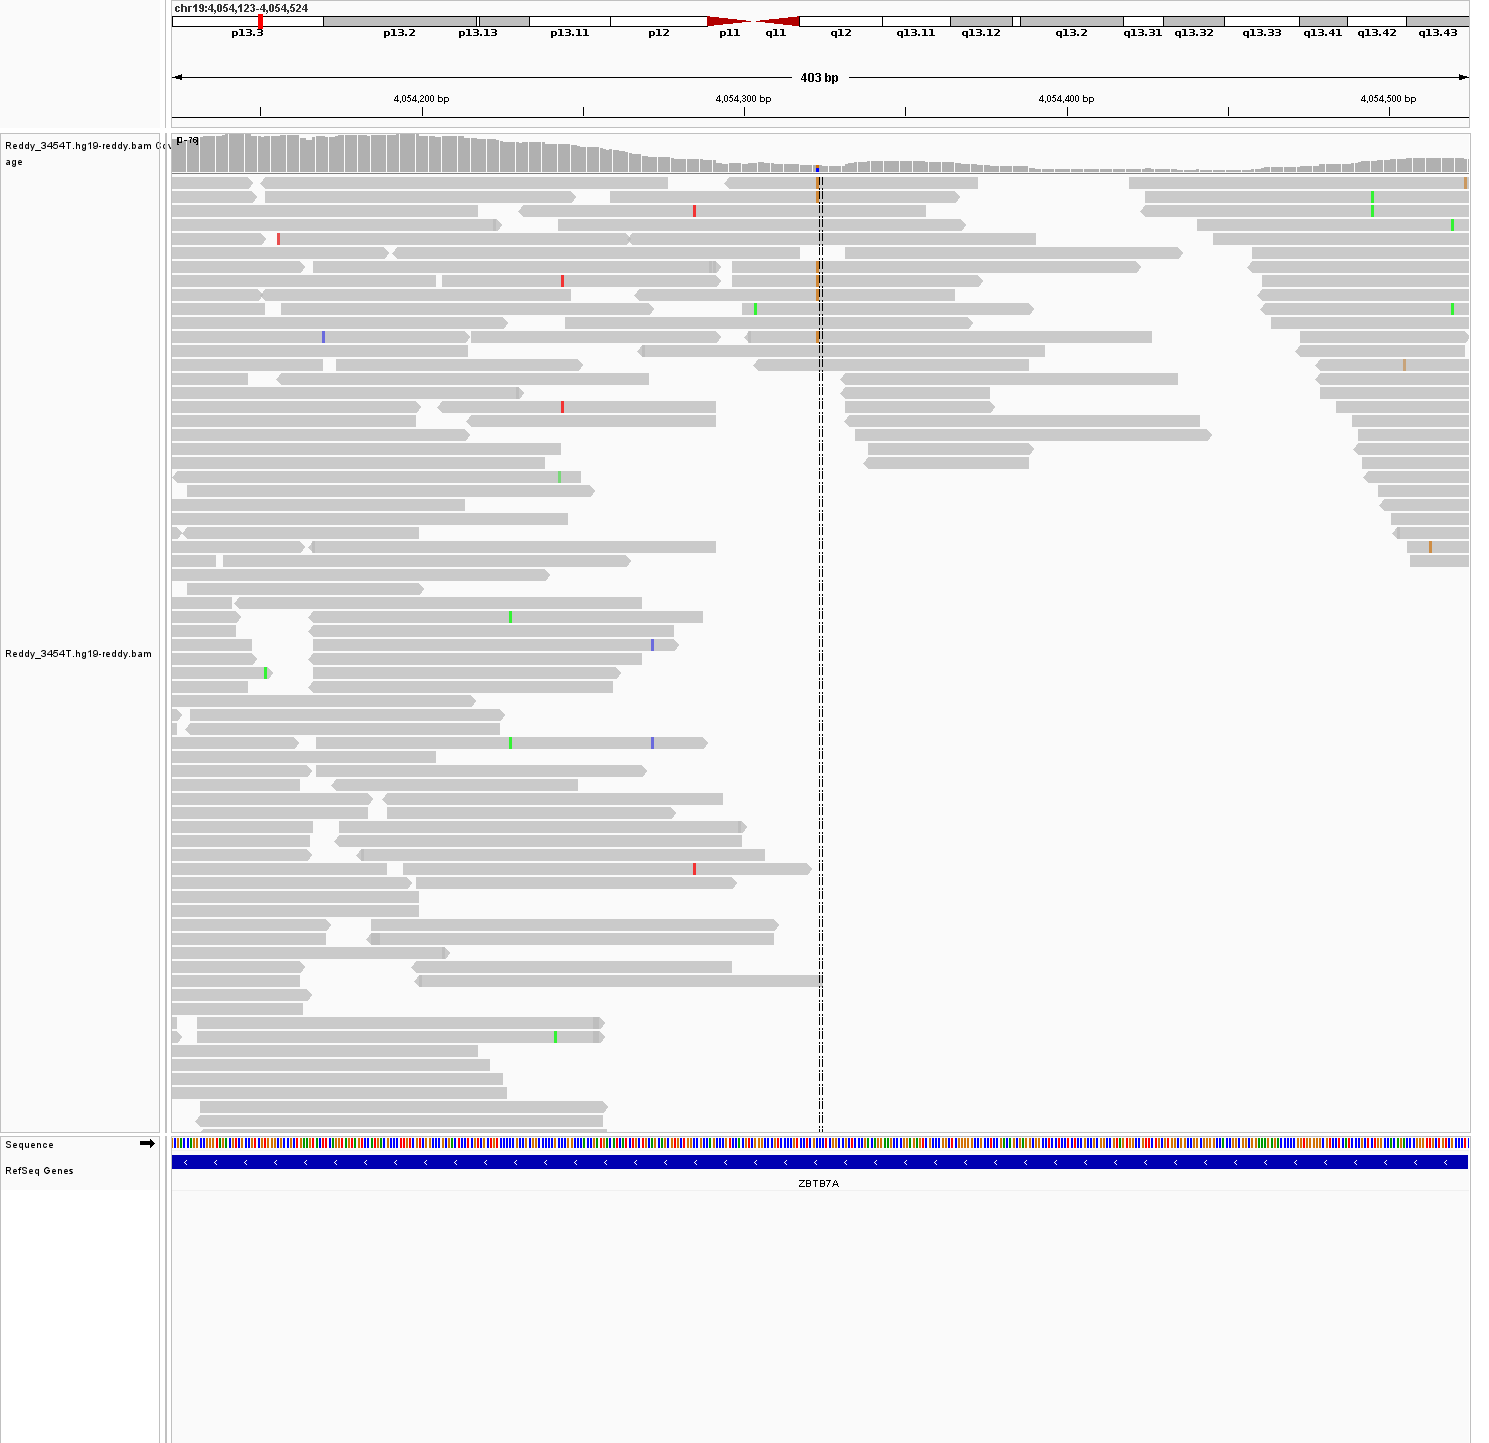 chr19:4,054,123-4,054,524
p13.3 p13.2 p13.13 p13.11 p12 p11 q11 q12 q13.11 q13.12 q13.2 q13.31 q13.32 q13.33 q13.41 q13.42 q13.43
403 bp
4,054,200 bp 4,054,300 bp 4,054,400 bp 4,054,500 bp
Reddy_3454T.hg19-reddy.bam Cov
age
Reddy_3454T.hg19-reddy.bam
Sequence
RefSeq Genes
ZBTB7A